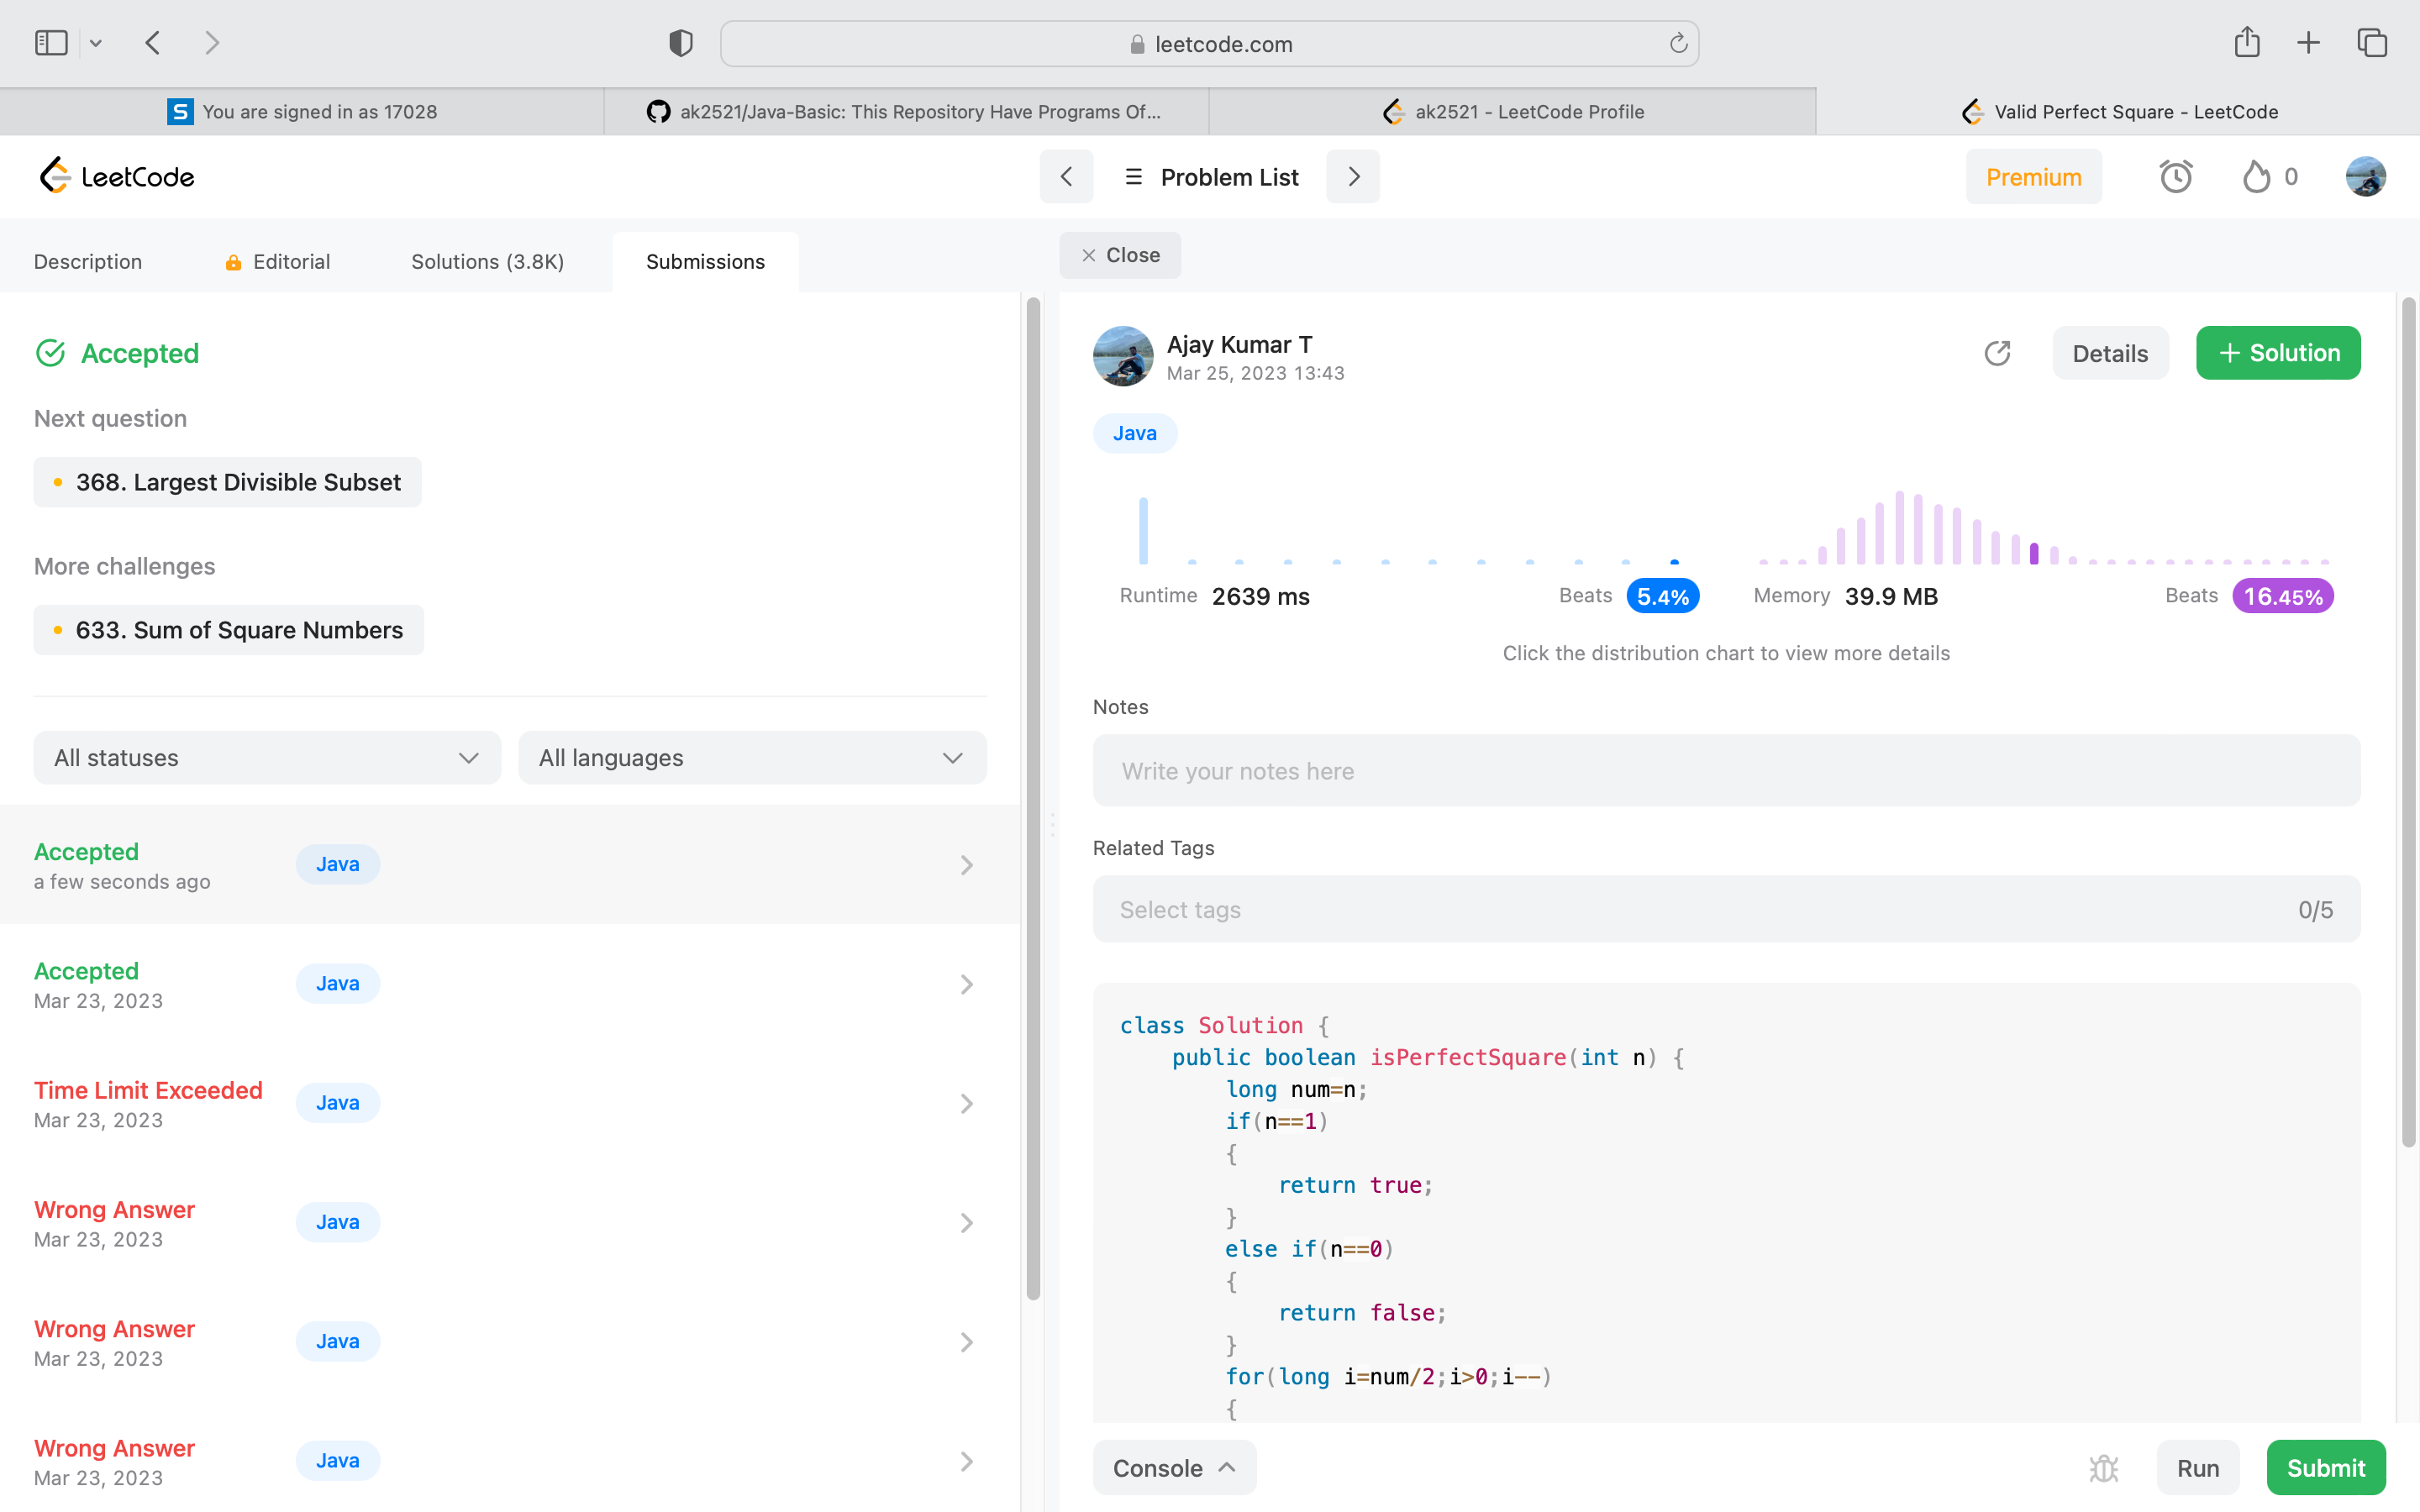 leetcode.com
S You are signed in as 17028
ak2521/Java-Basic: This Repository Have Programs Of...
ak2521 - LeetCode Profile
Valid Perfect Square - LeetCode
LeetCode
Problem List
Premium
0
Description
Editorial
Solutions (3.8K)
Submissions
Close
Accepted
Next question
368. Largest Divisible Subset
More challenges
633. Sum of Square Numbers
All statuses
All languages
Accepted
a few seconds ago
Java
Accepted
Mar 23, 2023
Java
Time Limit Exceeded
Mar 23, 2023
Java
Wrong Answer
Mar 23, 2023
Java
Wrong Answer
Mar 23, 2023
Java
Wrong Answer
Mar 23, 2023
Java
Ajay Kumar T
Mar 25, 2023 13:43
Details
+ Solution
Java
Runtime 2639 ms
Beats 5.4%
Memory 39.9 MB
Beats 16.45%
Click the distribution chart to view more details
Notes
Write your notes here
Related Tags
Select tags
0/5
class Solution {
    public boolean isPerfectSquare(int n) {
        long num=n;
        if(n==1)
        {
            return true;
        }
        else if(n==0)
        {
            return false;
        }
        for(long i=num/2;i>0;i--)
        {
Console
Run
Submit